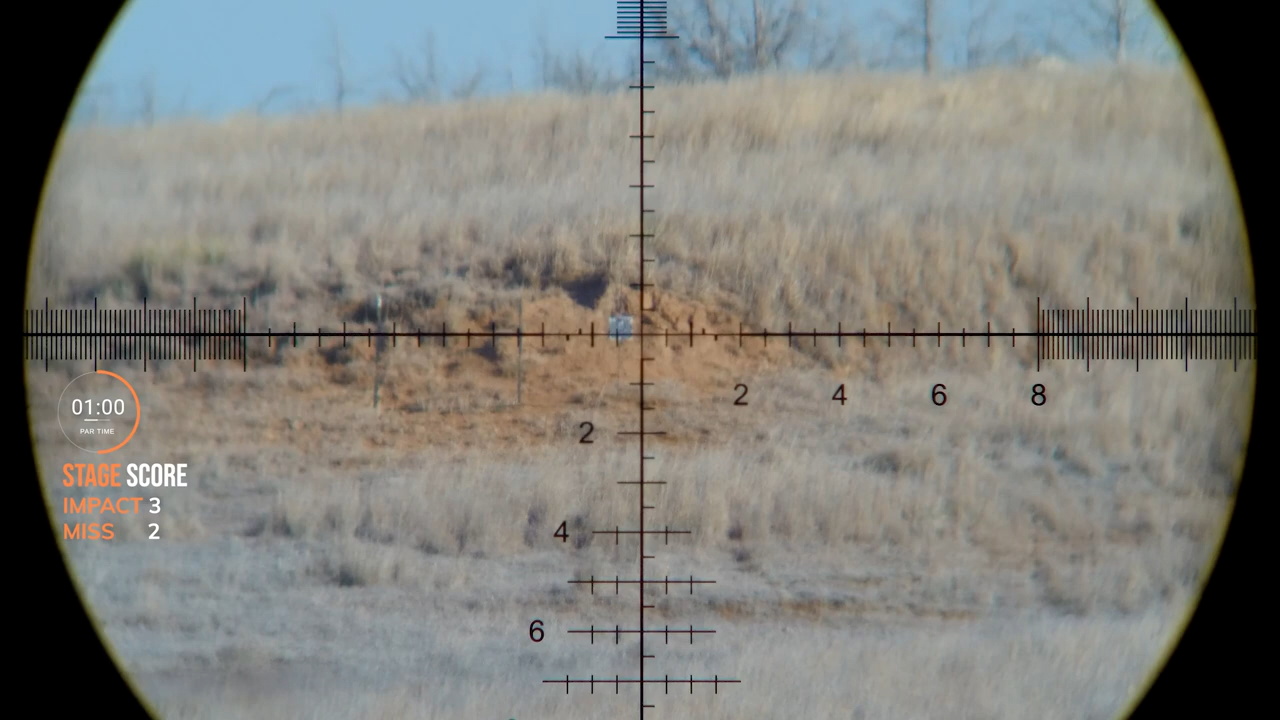 2 4 6 8
2
01:00
PAR TIME
4
STAGE SCORE
IMPACT 3
MISS 2
6